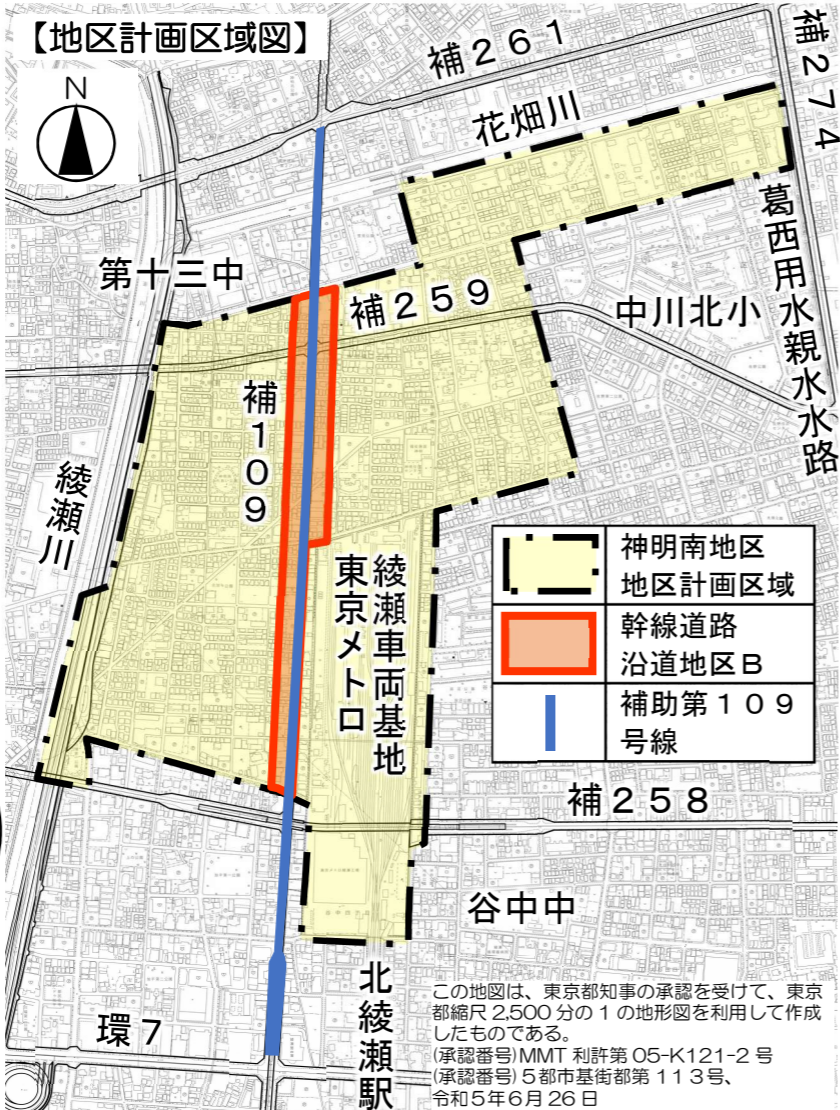 【地区計画区域図】
N
補２６１
補２７４
花畑川
第十三中
補２５９
中川北小
葛西用水親水水路
補１０９
綾瀬川
綾瀬車両基地
東京メトロ
神明南地区
地区計画区域
幹線道路
沿道地区Ｂ
補助第１０９
号線
補２５８
谷中中
北綾瀬駅
環７
この地図は、東京都知事の承認を受けて、東京
都縮尺 2,500 分の 1 の地形図を利用して作成
したものである。
(承認番号)MMT 利許第 05-K121-2 号
(承認番号)５都市基街都第 １１３号、
令和５年６月 26 日